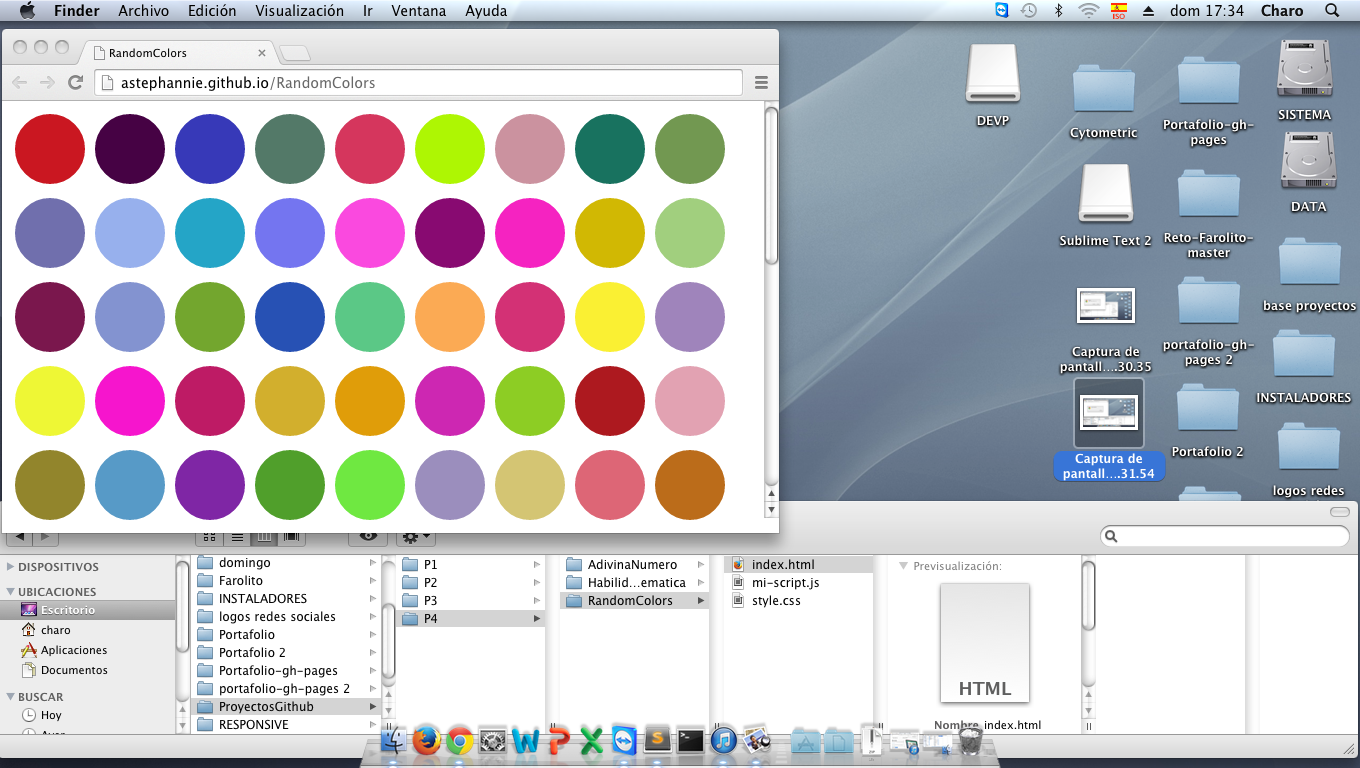 Finder Archivo Edición Visualización Ir Ventana Ayuda
ISO
dom 17:34 Charo
RandomColors
astephannie.github.io/RandomColors
DEVP
Cytometric
Portafolio-gh-
pages
SISTEMA
Sublime Text 2
Reto-Farolito-
master
DATA
base proyectos
Captura de
pantall....30.35
portafolio-gh-
pages 2
INSTALADORES
Captura de
pantall....31.54
Portafolio 2
logos redes
DISPOSITIVOS
UBICACIONES
Escritorio
charo
Aplicaciones
Documentos
BUSCAR
Hoy
domingo
Farolito
INSTALADORES
logos redes sociales
Portafolio
Portafolio 2
Portafolio-gh-pages
portafolio-gh-pages 2
ProyectosGithub
RESPONSIVE
P1
P2
P3
P4
AdivinaNumero
Habilid...ematica
RandomColors
index.html
mi-script.js
style.css
Previsualización:
HTML
Nombre index.html